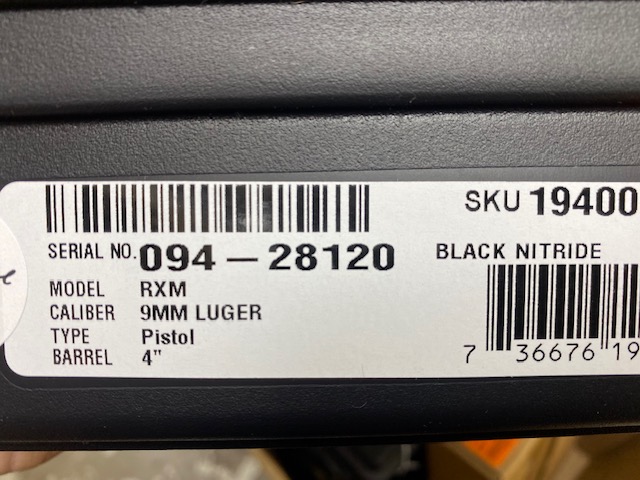 SKU 19400
SERIAL NO. 094-28120
BLACK NITRIDE
MODEL RXM
CALIBER 9MM LUGER
TYPE Pistol
BARREL 4"
7 36676 19